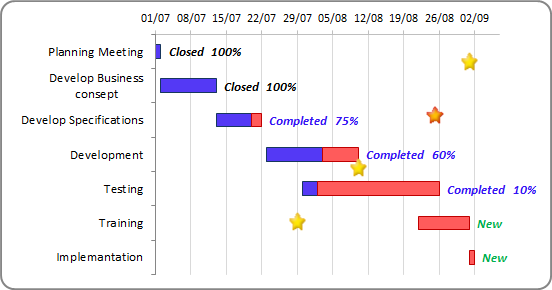 01/07 08/07 15/07 22/07 29/07 05/08 12/08 19/08 26/08 02/09
Planning Meeting Closed 100%
Develop Business
consept Closed 100%
Develop Specifications Completed 75%
Development Completed 60%
Testing Completed 10%
Training New
Implemantation New